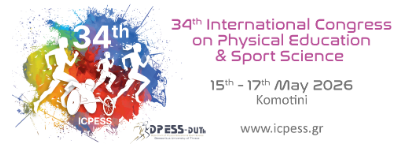 34th
ICPESS
DPESS-DUTh
34th International Congress
on Physical Education
& Sport Science
15th - 17th May 2026
Komotini
www.icpess.gr